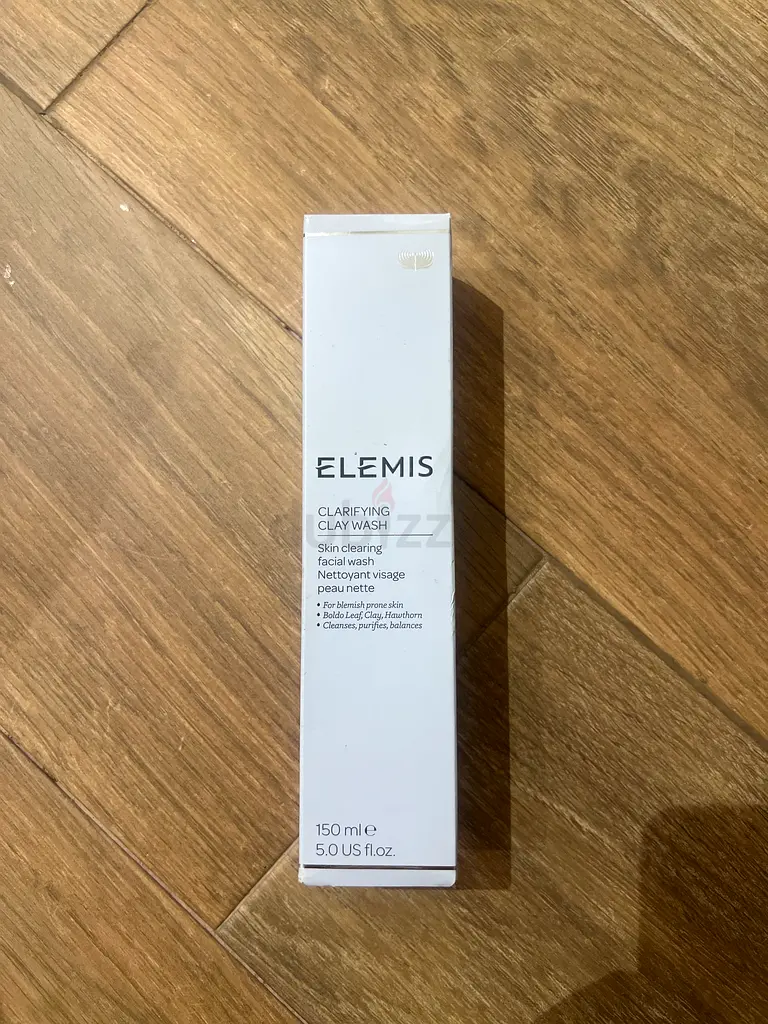 ELEMIS
CLARIFYING
CLAY WASH
dubizzle
Skin clearing
facial wash
Nettoyant visage
peau nette
• For blemish prone skin
• Boldo Leaf, Clay, Hawthorn
• Cleanses, purifies, balances
150 ml ℮
5.0 US fl.oz.